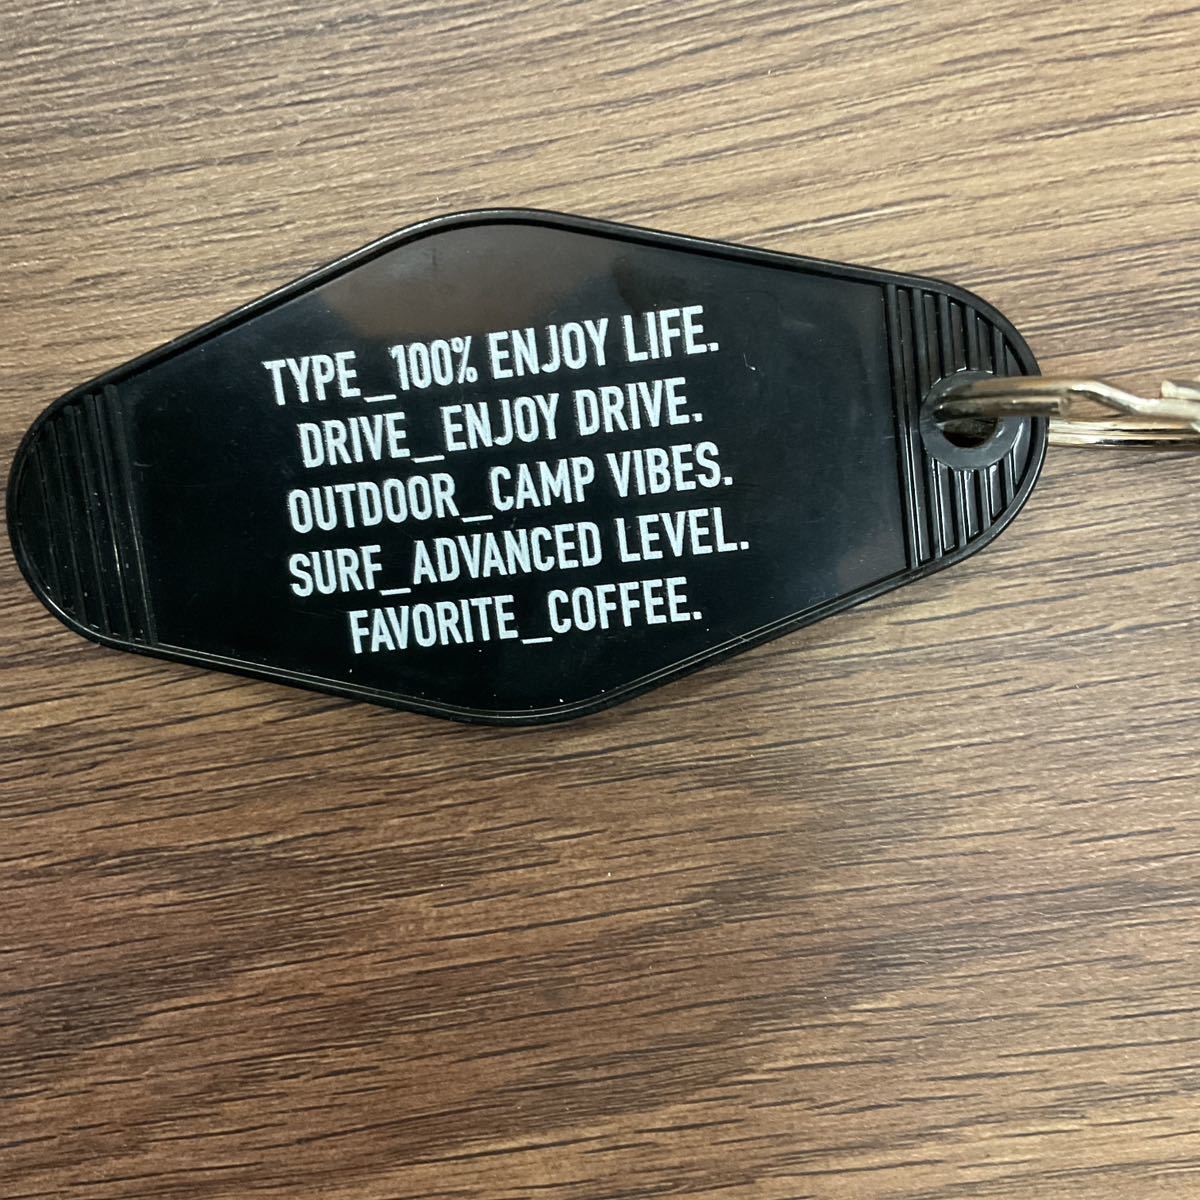 TYPE_100% ENJOY LIFE.
DRIVE_ENJOY DRIVE.
OUTDOOR_CAMP VIBES.
SURF_ADVANCED LEVEL.
FAVORITE_COFFEE.